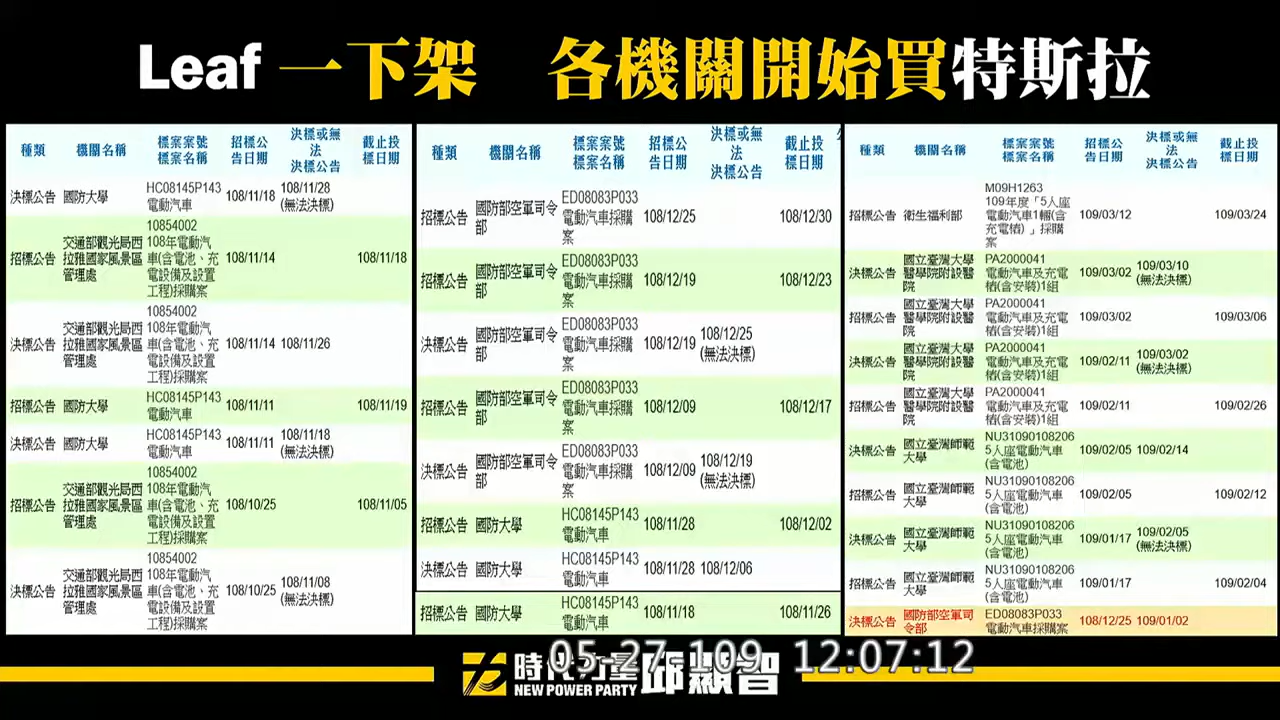 Leaf 一下架 各機關開始買特斯拉
種類 機關名稱 標案案號 標案名稱 招標公告日期 決標或無法決標公告 截止投標日期
決標公告 國防大學 HC08145P143 電動汽車 108/11/18 108/11/28 (無法決標)
招標公告 交通部觀光局西拉雅國家風景區管理處 10854002 108年電動汽車(含電池、充電設備及設置工程)採購案 108/11/14 108/11/18
決標公告 交通部觀光局西拉雅國家風景區管理處 10854002 108年電動汽車(含電池、充電設備及設置工程)採購案 108/11/14 108/11/26
招標公告 國防大學 HC08145P143 電動汽車 108/11/11 108/11/19
決標公告 國防大學 HC08145P143 電動汽車 108/11/11 108/11/18 (無法決標)
招標公告 交通部觀光局西拉雅國家風景區管理處 10854002 108年電動汽車(含電池、充電設備及設置工程)採購案 108/10/25 108/11/05
決標公告 交通部觀光局西拉雅國家風景區管理處 10854002 108年電動汽車(含電池、充電設備及設置工程)採購案 108/10/25 108/11/08 (無法決標)
種類 機關名稱 標案案號 標案名稱 招標公告日期 決標或無法決標公告 截止投標日期
招標公告 國防部空軍司令部 ED08083P033 電動汽車採購案 108/12/25 108/12/30
招標公告 國防部空軍司令部 ED08083P033 電動汽車採購案 108/12/19 108/12/23
決標公告 國防部空軍司令部 ED08083P033 電動汽車採購案 108/12/19 108/12/25 (無法決標)
招標公告 國防部空軍司令部 ED08083P033 電動汽車採購案 108/12/09 108/12/17
決標公告 國防部空軍司令部 ED08083P033 電動汽車採購案 108/12/09 108/12/19 (無法決標)
招標公告 國防大學 HC08145P143 電動汽車 108/11/28 108/12/02
決標公告 國防大學 HC08145P143 電動汽車 108/11/28 108/12/06
招標公告 國防大學 HC08145P143 電動汽車 108/11/18 108/11/26
種類 機關名稱 標案案號 標案名稱 招標公告日期 決標或無法決標公告 截止投標日期
招標公告 衛生福利部 M09H1263 109年度「5人座電動汽車1輛(含充電樁)」採購案 109/03/12 109/03/24
決標公告 國立臺灣大學醫學院附設醫院 PA2000041 電動汽車及充電樁(含安裝)1組 109/03/02 109/03/10 (無法決標)
招標公告 國立臺灣大學醫學院附設醫院 PA2000041 電動汽車及充電樁(含安裝)1組 109/03/02 109/03/06
決標公告 國立臺灣大學醫學院附設醫院 PA2000041 電動汽車及充電樁(含安裝)1組 109/02/11 109/03/02 (無法決標)
招標公告 國立臺灣大學醫學院附設醫院 PA2000041 電動汽車及充電樁(含安裝)1組 109/02/11 109/02/26
決標公告 國立臺灣師範大學 NU31090108206 5人座電動汽車(含電池) 109/02/05 109/02/14
招標公告 國立臺灣師範大學 NU31090108206 5人座電動汽車(含電池) 109/02/05 109/02/12
決標公告 國立臺灣師範大學 NU31090108206 5人座電動汽車(含電池) 109/01/17 109/02/05 (無法決標)
招標公告 國立臺灣師範大學 NU31090108206 5人座電動汽車(含電池) 109/01/17 109/02/04
決標公告 國防部空軍司令部 ED08083P033 電動汽車採購案 108/12/25 109/01/02
時代力量 邱顯智
NEW POWER PARTY
05 27 109 12:07:12